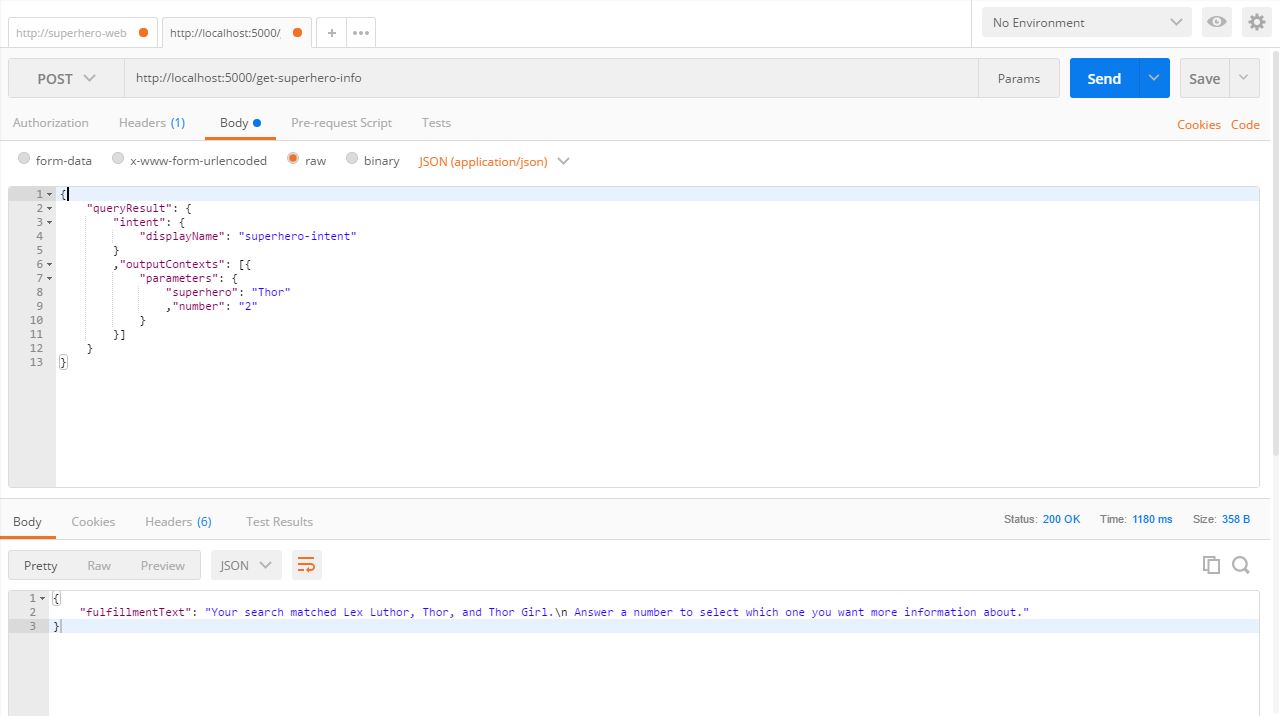 http://superhero-web
http://localhost:5000/
+
•••
No Environment
POST
http://localhost:5000/get-superhero-info
Params
Send
Save
Authorization
Headers (1)
Body
Pre-request Script
Tests
Cookies
Code
form-data
x-www-form-urlencoded
raw
binary
JSON (application/json)
1 {
2 "queryResult": {
3 "intent": {
4 "displayName": "superhero-intent"
5 }
6 ,"outputContexts": [{
7 "parameters": {
8 "superhero": "Thor"
9 ,"number": "2"
10 }
11 }]
12 }
13 }
Body
Cookies
Headers (6)
Test Results
Status: 200 OK
Time: 1180 ms
Size: 358 B
Pretty
Raw
Preview
JSON
1 {
2 "fulfillmentText": "Your search matched Lex Luthor, Thor, and Thor Girl.\n Answer a number to select which one you want more information about."
3 }